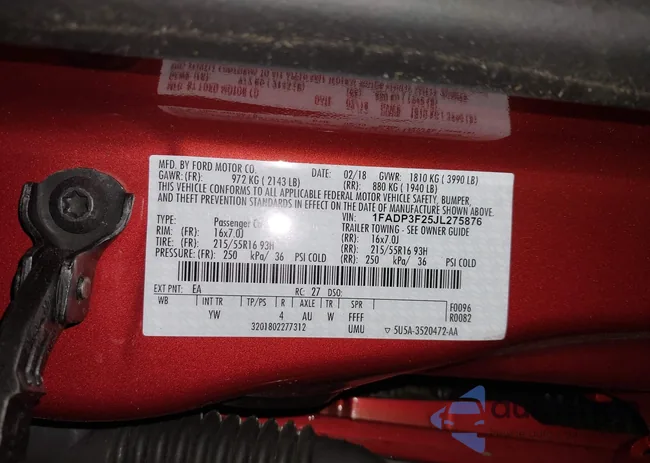 MFD. BY FORD MOTOR CO.
DATE: 02/18 GVWR: 1810 KG ( 3990 LB)
GAWR: (FR): 972 KG ( 2143 LB) (RR): 880 KG ( 1940 LB)
THIS VEHICLE CONFORMS TO ALL APPLICABLE FEDERAL MOTOR VEHICLE SAFETY, BUMPER,
AND THEFT PREVENTION STANDARDS IN EFFECT ON THE DATE OF MANUFACTURE SHOWN ABOVE.
VIN: 1FADP3F25JL275876
TYPE: Passenger TRAILER TOWING - SEE OWNER GUIDE
RIM: (FR) 16x7.0J (RR): 16x7.0J
TIRE: (FR) 215/55R16 93H (RR) 215/55R16 93H
PRESSURE: (FR) 250 kPa/ 36 PSI COLD (RR) 250 kPa/ 36 PSI COLD
EXT PNT: EA RC: 27 DSO:
WB INT TR TP/PS R AXLE TR SPR F0096
YW 4 AU W FFFF R0082
3201802277312 UMU ▽ 5U5A-3520472-AA